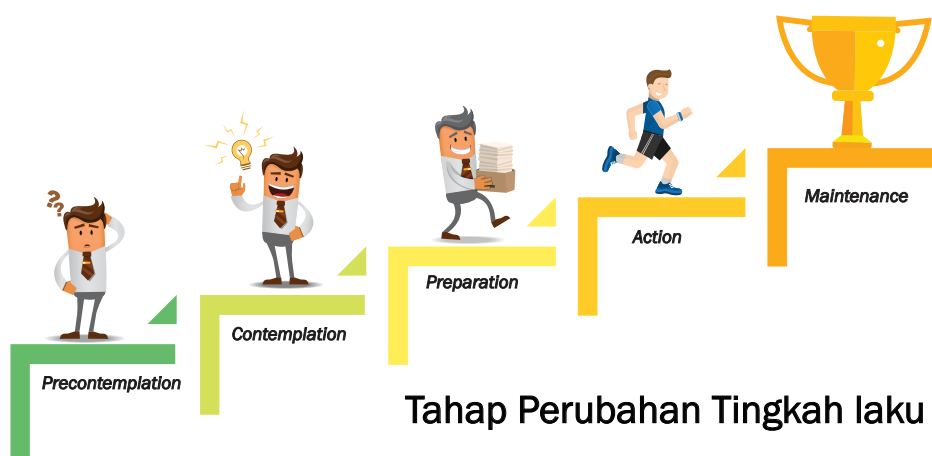 ??
Precontemplation
Contemplation
Preparation
Action
Maintenance
Tahap Perubahan Tingkah laku